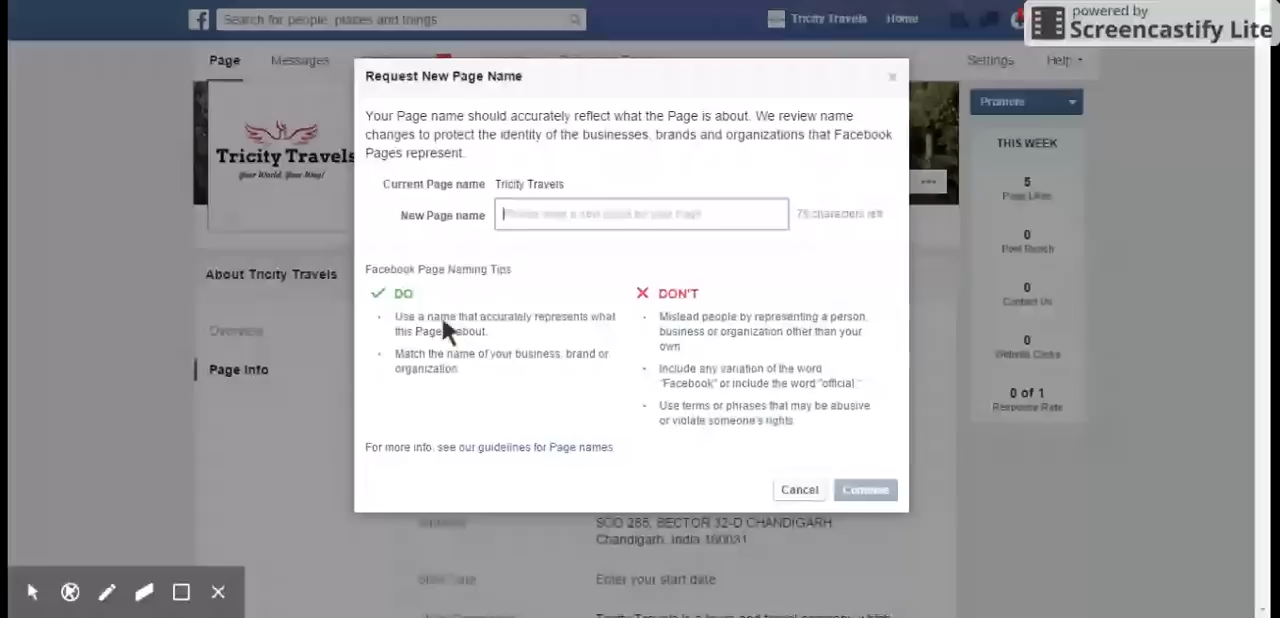 powered by
Screencastify Lite
Search for people, places and things
Tricity Travels
Home
Page
Messages
Settings
Help
Request New Page Name
Your Page name should accurately reflect what the Page is about. We review name
changes to protect the identity of the businesses, brands and organizations that Facebook
Pages represent.
Current Page name
Tricity Travels
New Page name
75 characters left
Facebook Page Naming Tips
DO
Use a name that accurately represents what
this Page about.
Match the name of your business, brand or
organization
DON'T
Mislead people by representing a person,
business or organization other than your
own
Include any variation of the word
"Facebook" or include the word "official."
Use terms or phrases that may be abusive
or violate someone's rights
For more info, see our guidelines for Page names
Cancel
Continue
Tricity Travels
Your World, Your Way!
About Tricity Travels
Overview
Page Info
Promote
THIS WEEK
5
Page Likes
0
Post Reach
0
Contact Us
0
Website Clicks
0 of 1
Response Rate
SCO 285, SECTOR 32-D CHANDIGARH
Chandigarh, India 160031
Start Date
Enter your start date